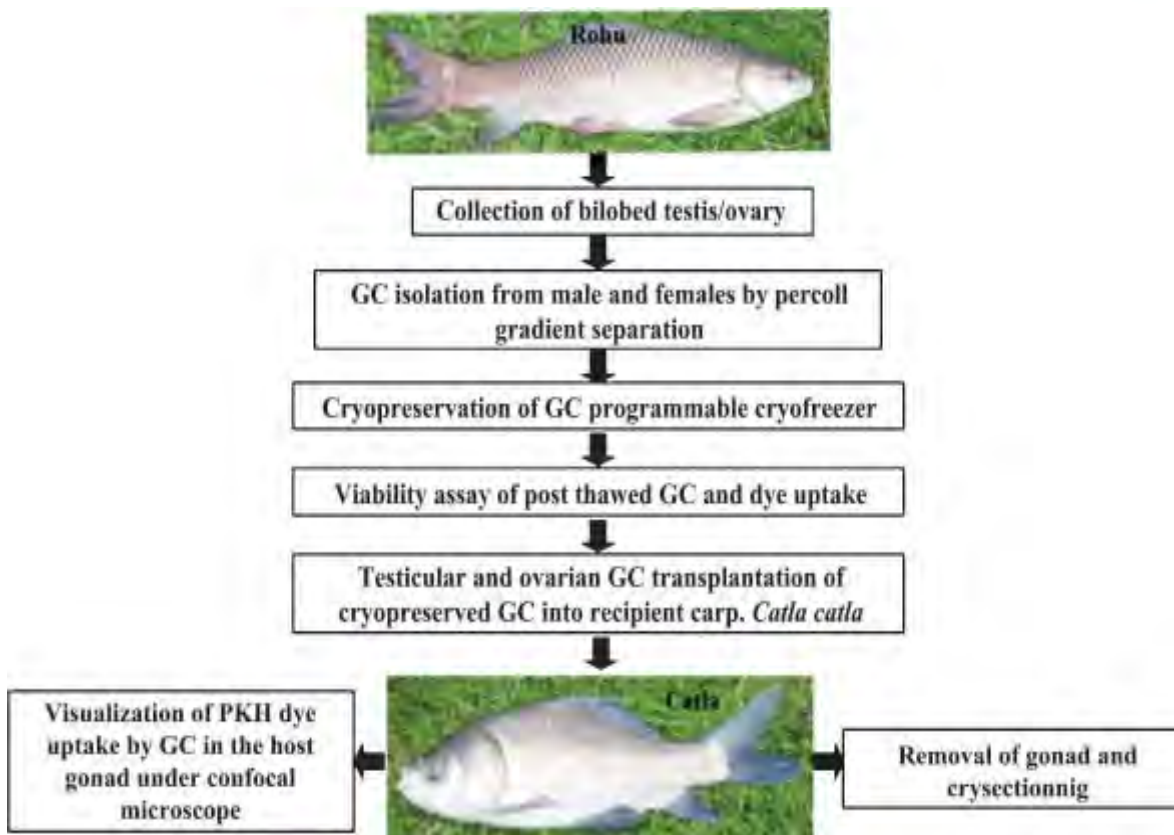 Rohu
Collection of bilobed testis/ovary
GC isolation from male and females by percoll
gradient separation
Cryopreservation of GC programmable cryofreezer
Viability assay of post thawed GC and dye uptake
Testicular and ovarian GC transplantation of
cryopreserved GC into recipient carp. Catla catla
Catla
Visualization of PKH dye
uptake by GC in the host
gonad under confocal
microscope
Removal of gonad and
crysectionnig